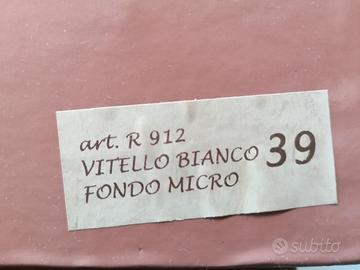 art. R 912
VITELLO BIANCO 39
FONDO MICRO
subito